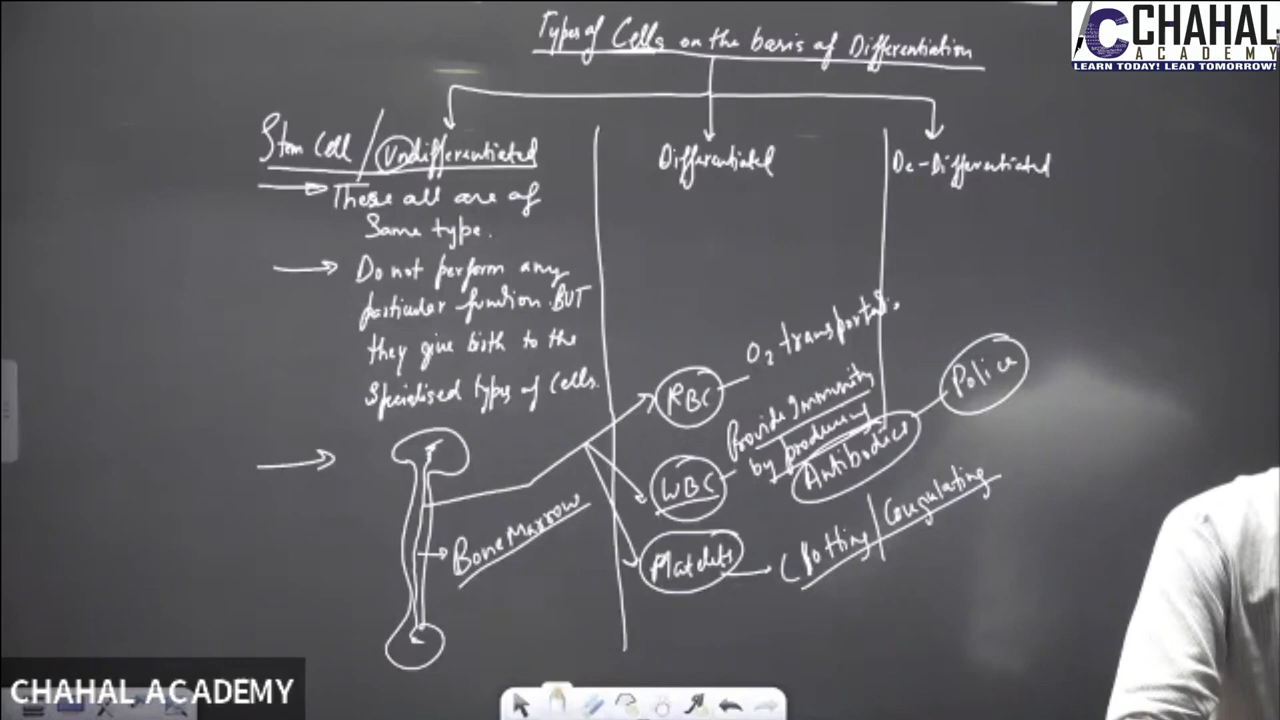 CHAHAL
ACADEMY
LEARN TODAY! LEAD TOMORROW!
Types of Cells on the basis of Differentiation
Stem Cell / Undifferentiated
These all are of
Same type.
Do not perform any
particular function. BUT
they give birth to the
Specialised types of Cells.
Bone Marrow
Differentiated
RBC
O2 transportat.
WBC
Provide Immunity
by producing
Antibodies
Police
Platelets
Clotting / Coagulating
De-Differentiated
CHAHAL ACADEMY